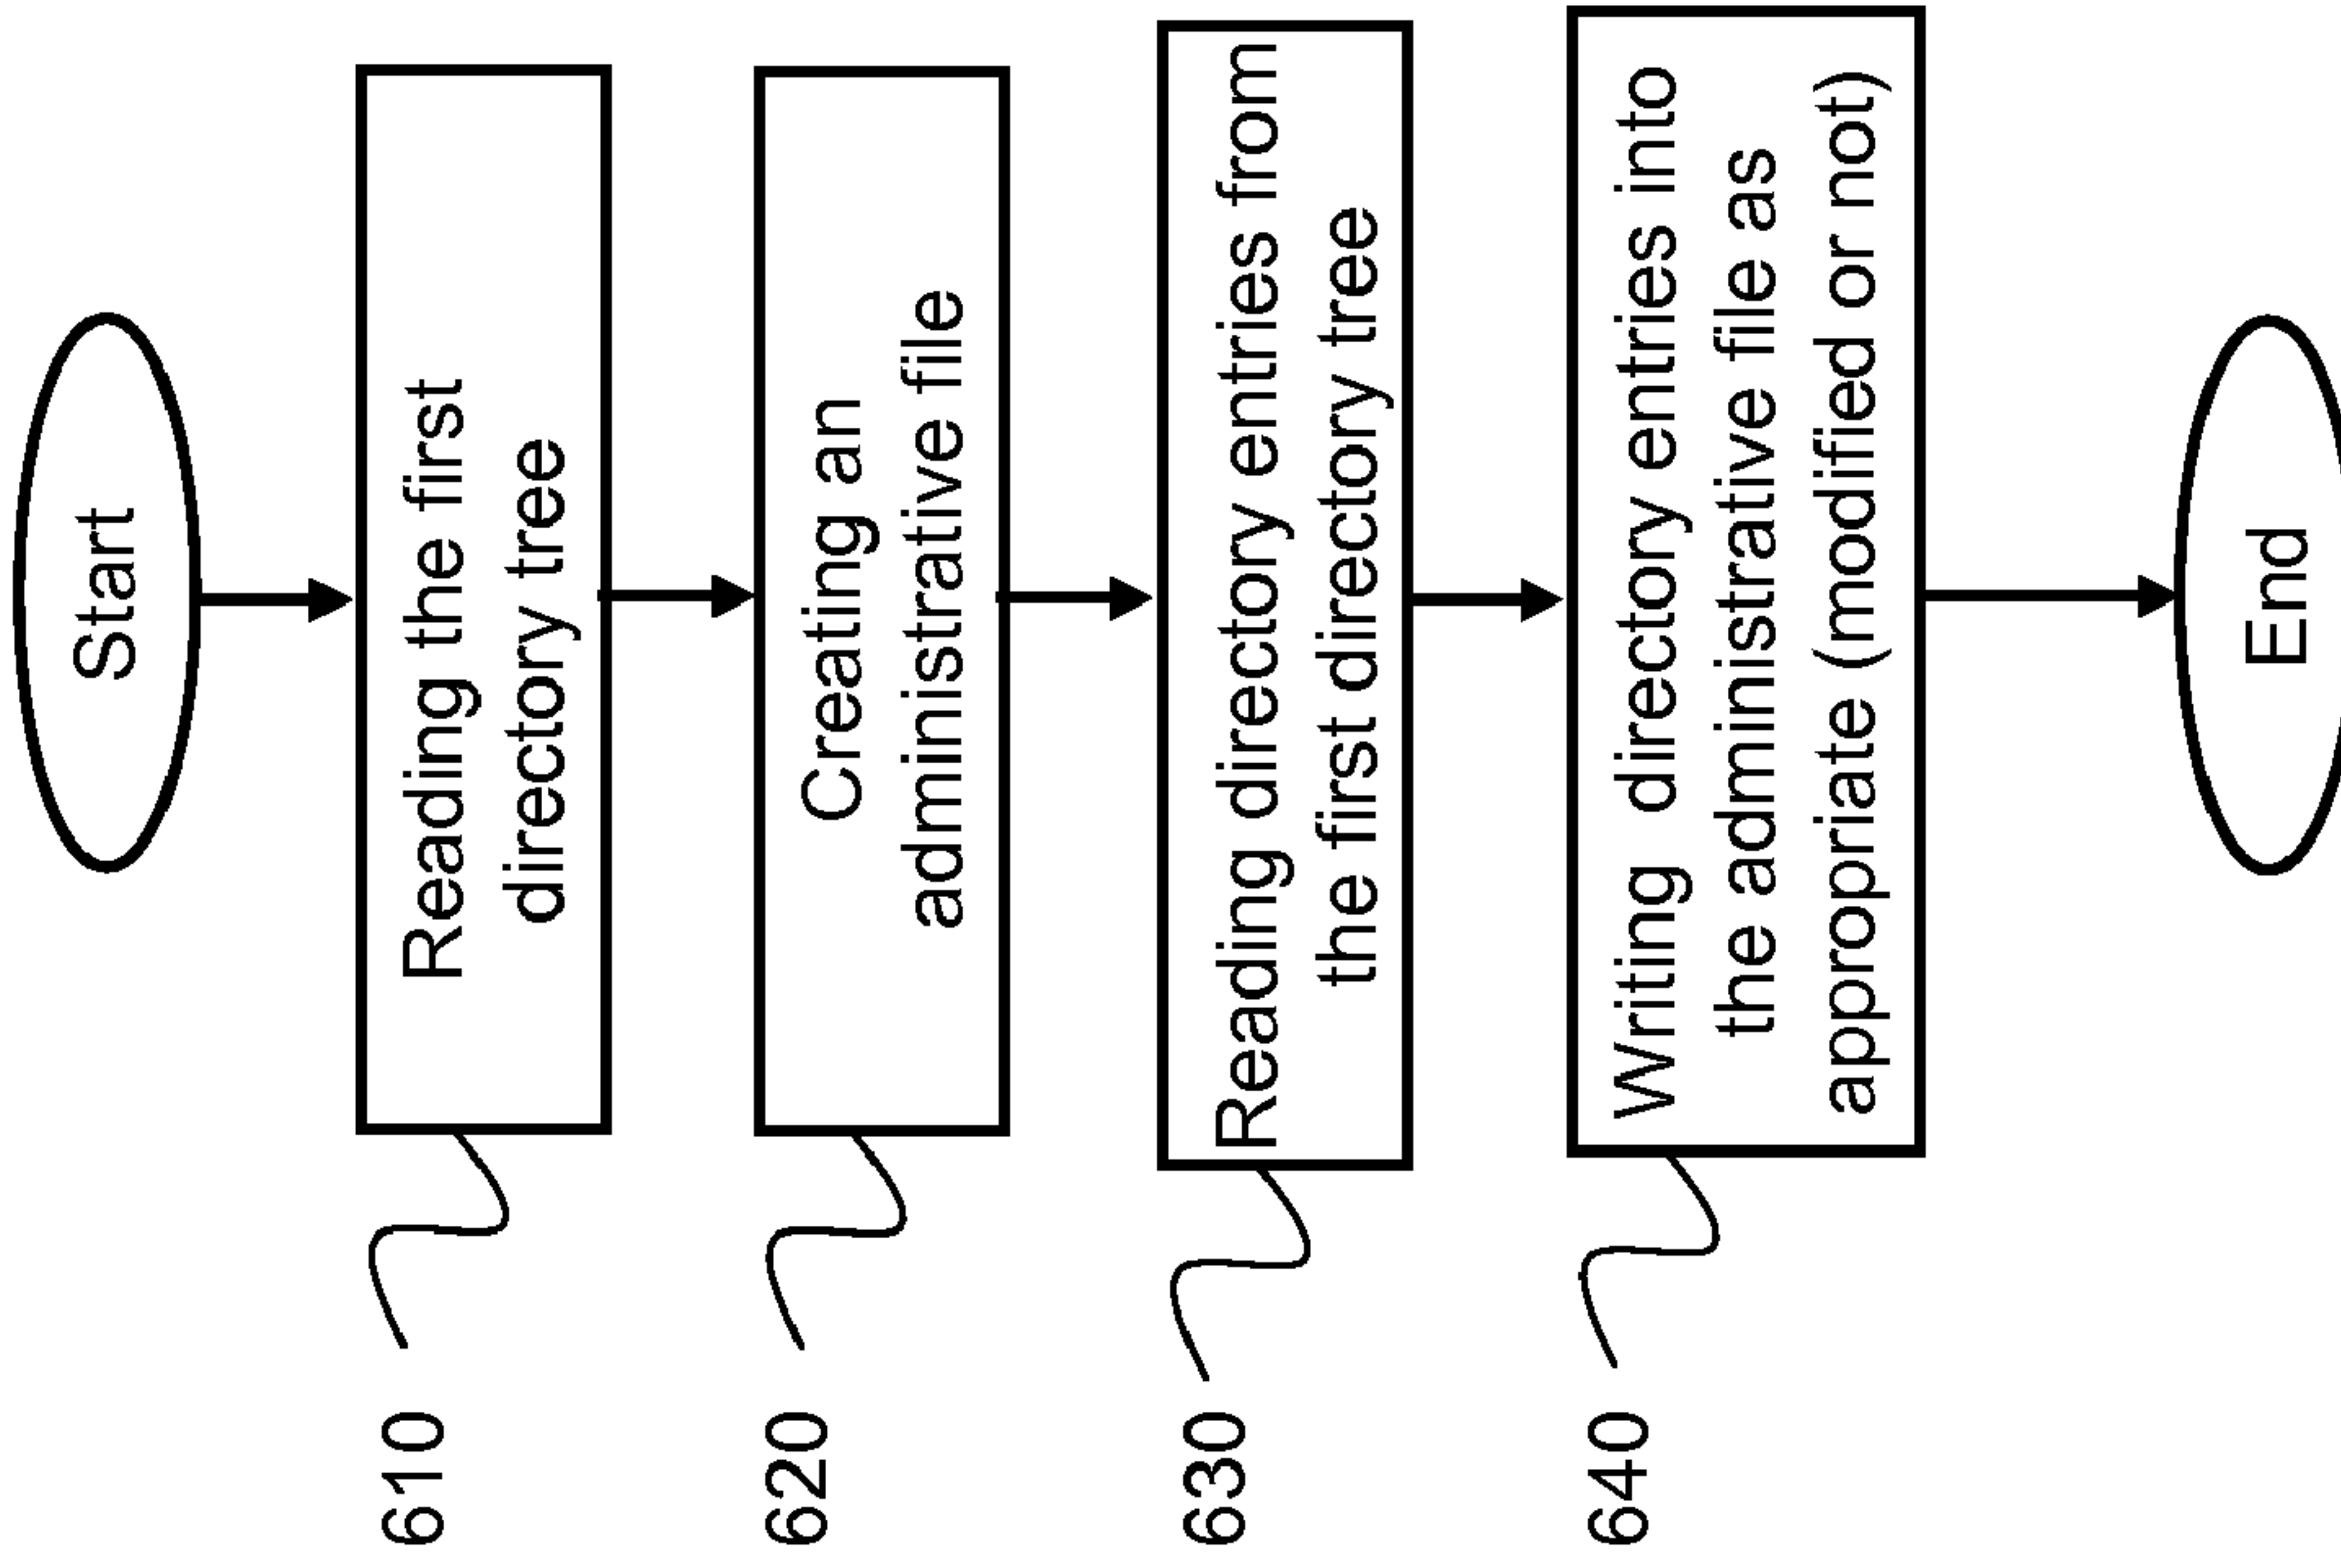 Start
610
Reading the first
directory tree
620
Creating an
administrative file
630
Reading directory entries from
the first directory tree
640
Writing directory entries into
the administrative file as
appropriate (modified or not)
End